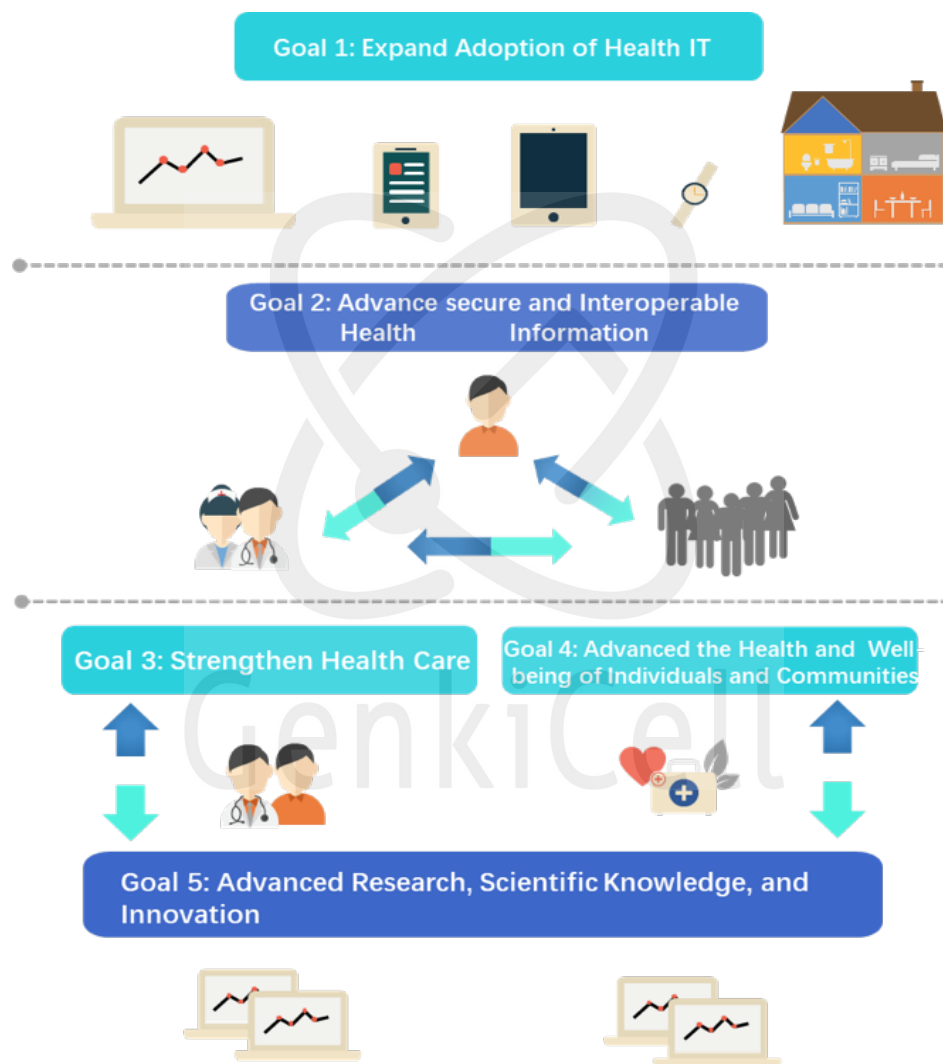 Goal 1: Expand Adoption of Health IT
Goal 2: Advance secure and Interoperable
Health Information
Goal 3: Strengthen Health Care
Goal 4: Advanced the Health and Well-
being of Individuals and Communities
GenkiCell
Goal 5: Advanced Research, Scientific Knowledge, and
Innovation